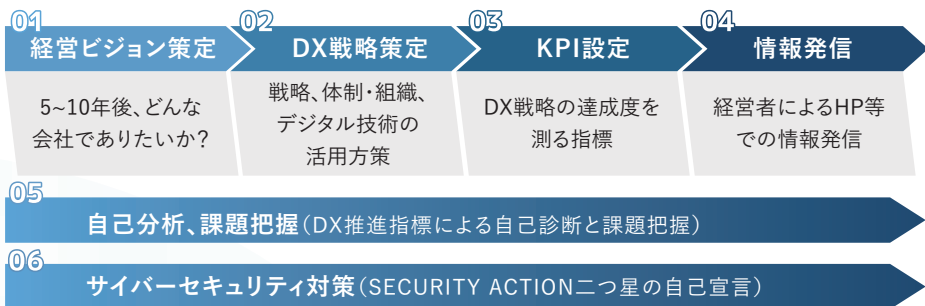 01
経営ビジョン策定
5~10年後、どんな
会社でありたいか?
02
DX戦略策定
戦略、体制・組織、
デジタル技術の
活用方策
03
KPI設定
DX戦略の達成度を
測る指標
04
情報発信
経営者によるHP等
での情報発信
05
自己分析、課題把握(DX推進指標による自己診断と課題把握)
06
サイバーセキュリティ対策(SECURITY ACTION二つ星の自己宣言)